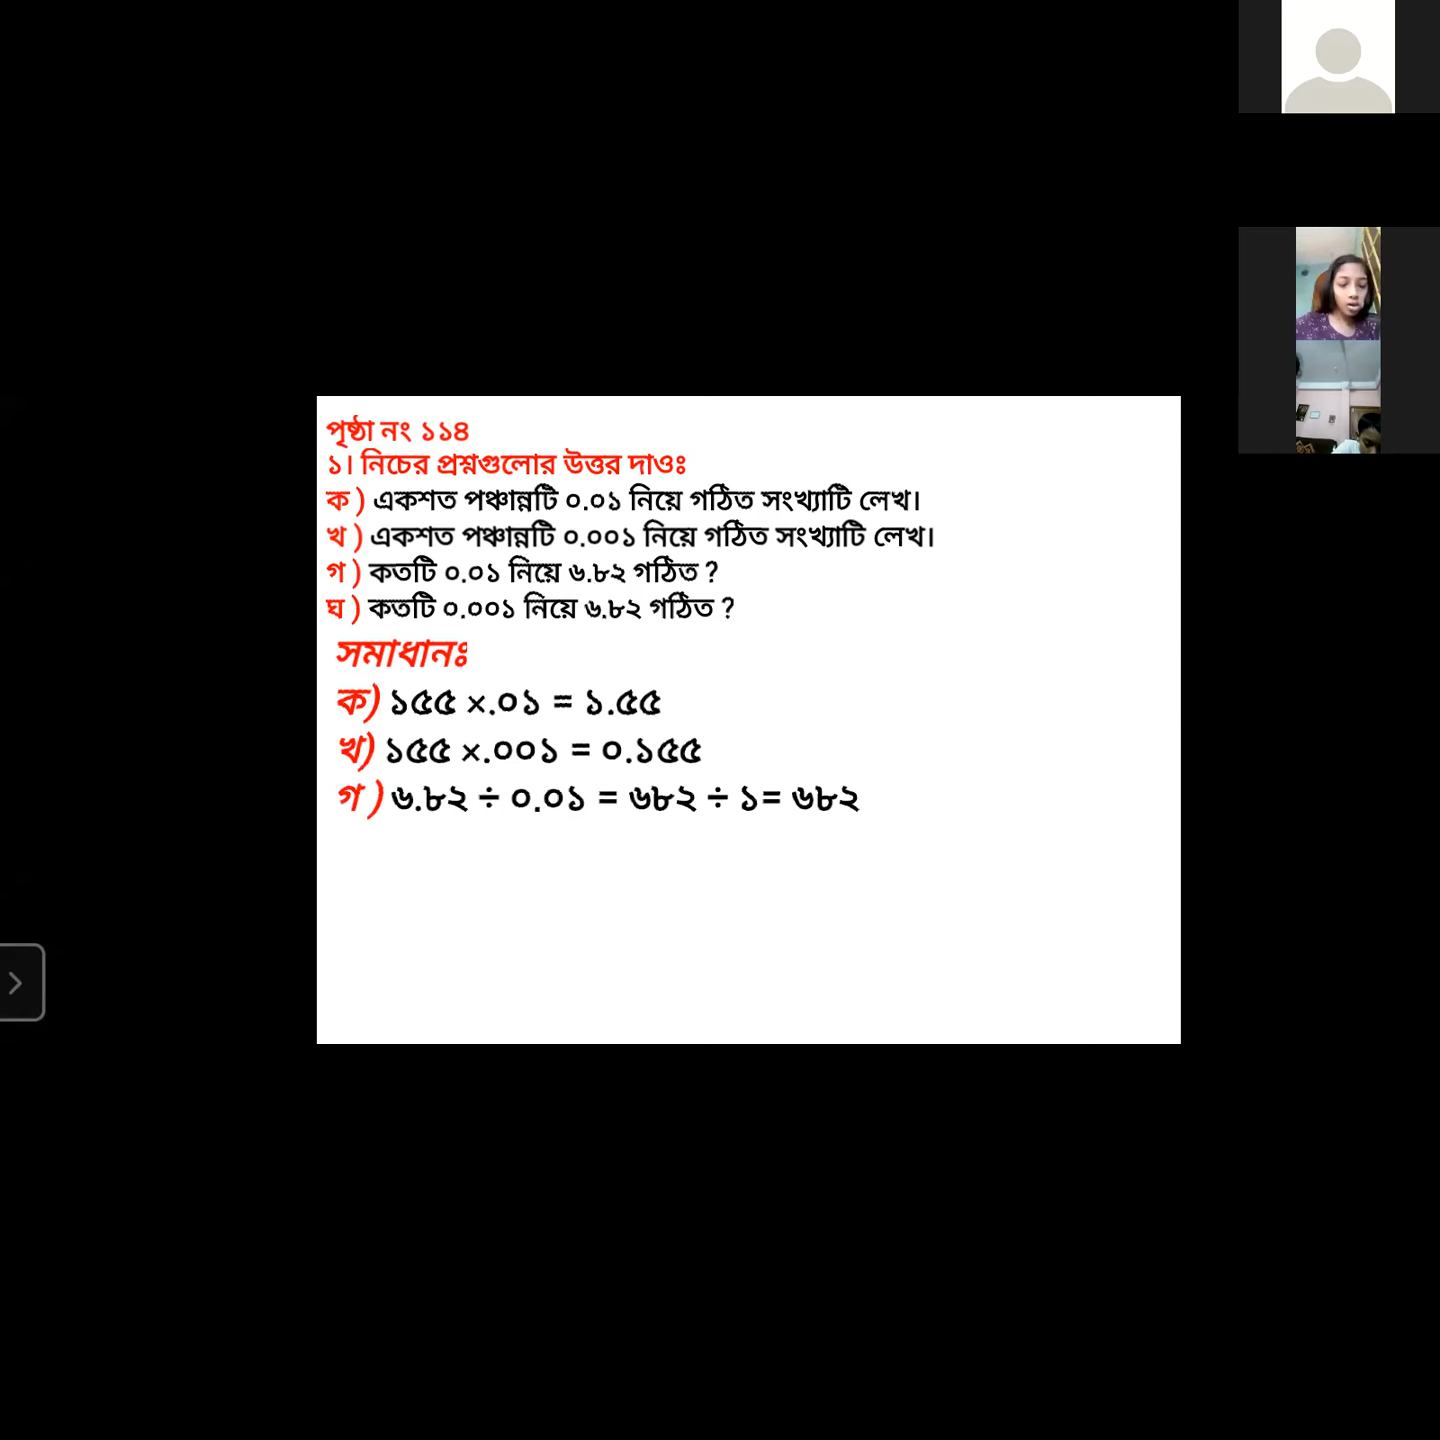 পৃষ্ঠা নং ১১৪
১। নিচের প্রশ্নগুলোর উত্তর দাওঃ
ক ) একশত পঞ্চান্নটি ০.০১ নিয়ে গঠিত সংখ্যাটি লেখ।
খ ) একশত পঞ্চান্নটি ০.০০১ নিয়ে গঠিত সংখ্যাটি লেখ।
গ ) কতটি ০.০১ নিয়ে ৬.৮২ গঠিত ?
ঘ ) কতটি ০.০০১ নিয়ে ৬.৮২ গঠিত ?
সমাধানঃ
ক) ১৫৫ ×.০১ = ১.৫৫
খ) ১৫৫ ×.০০১ = ০.১৫৫
গ ) ৬.৮২ ÷ ০.০১ = ৬৮২ ÷ ১= ৬৮২